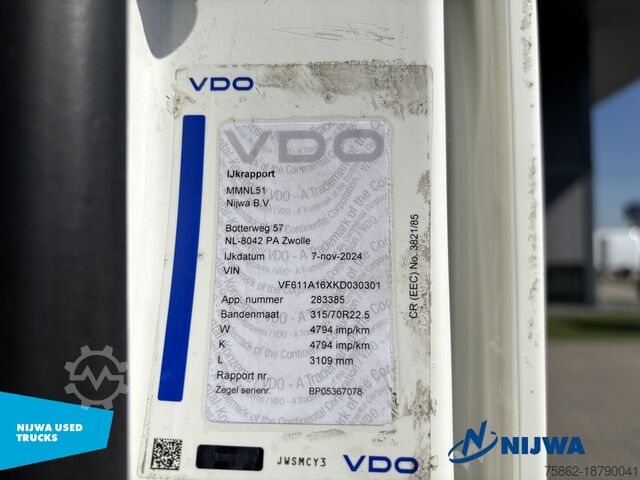 VDO
VDO
IJkrapport
MMNL51
Nijwa B.V.
Botterweg 57
NL-8042 PA Zwolle
IJkdatum 7-nov-2024
VIN
VF611A16XKD030301
App. nummer 283385
Bandenmaat 315/70R22.5
W 4794 imp/km
K 4794 imp/km
L 3109 mm
Rapport nr.
Zegel serienr. BP05367078
CR (EEC) No. 3821/85
JWSMCY3 VDO
NIJWA USED
TRUCKS
NIJWA
75862-18790041